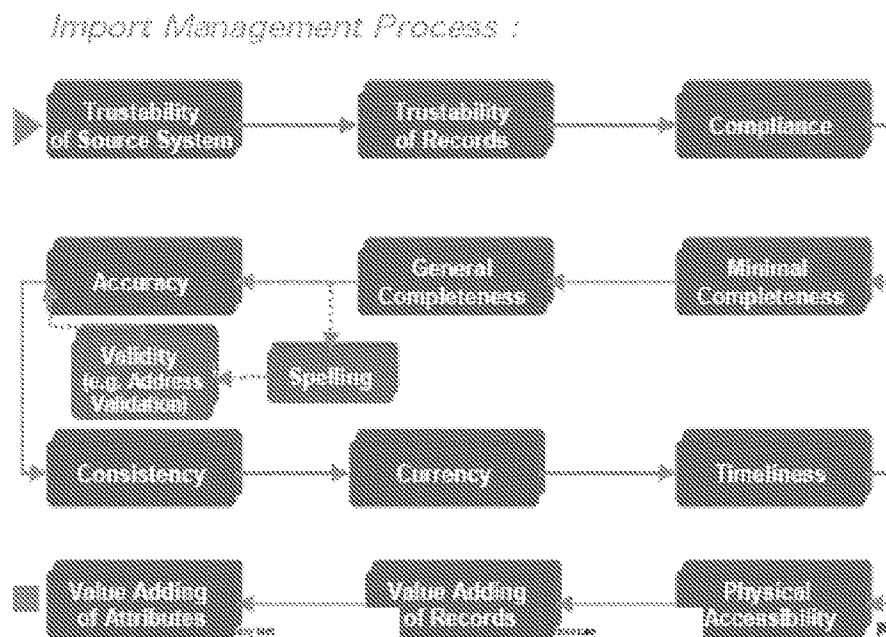 Import Management Process :
Trustability
of Source System
Trustability
of Records
Compliance
Accuracy
General
Completeness
Minimal
Completeness
Validity
(e.g. Address
Validation)
Spelling
Consistency
Currency
Timeliness
Value Adding
of Attributes
Value Adding
of Records
Physical
Accessibility